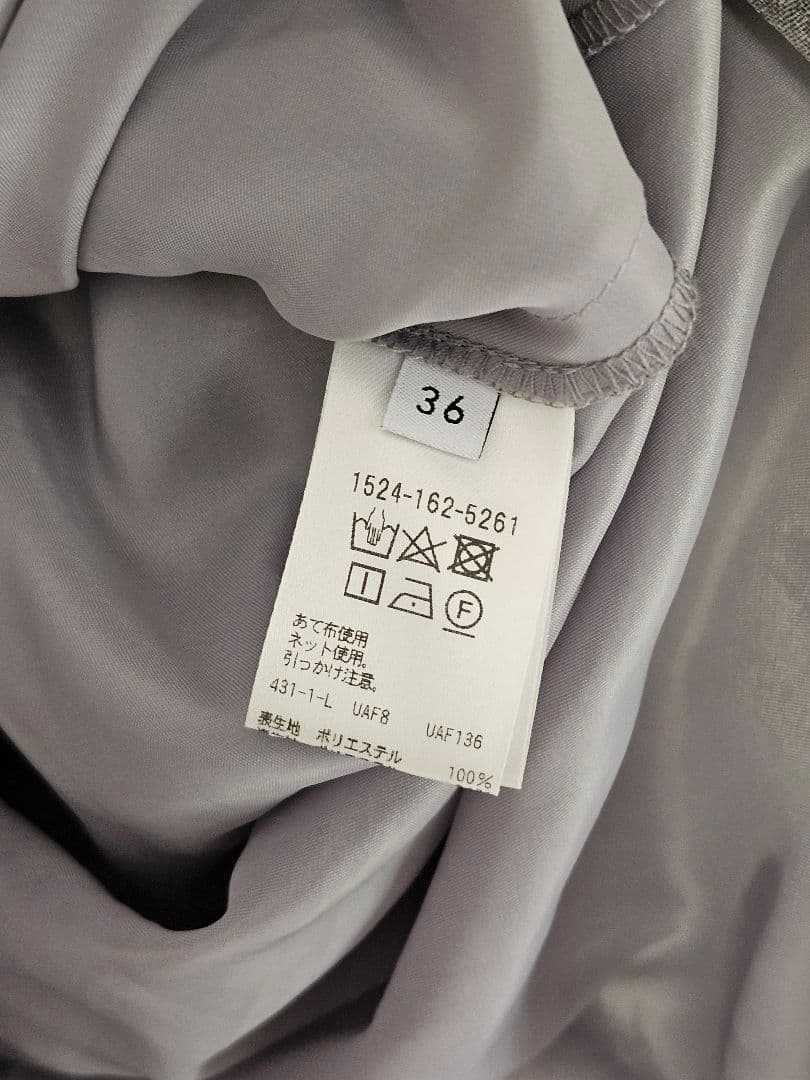 36
1524-162-5261
F
あて布使用
ネット使用。
引っかけ注意。
431-1-L UAF8 UAF136
表生地 ポリエステル 100%